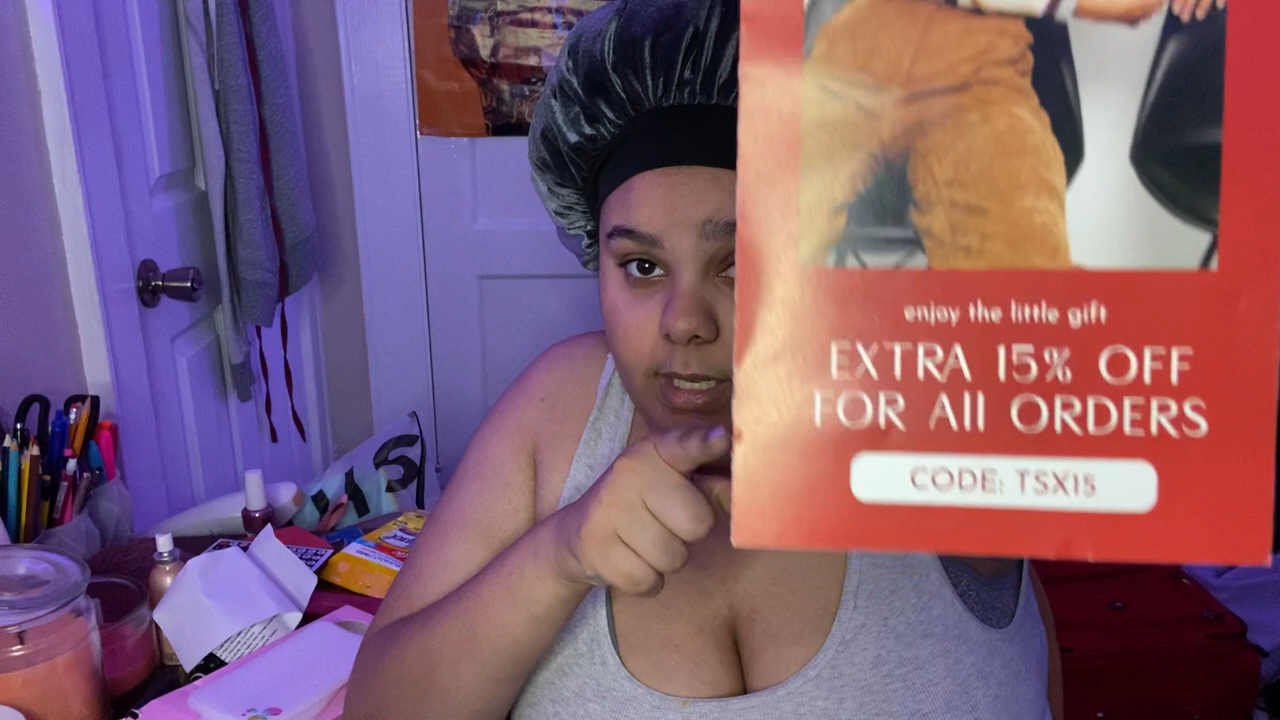 enjoy the little gift
EXTRA 15% OFF
FOR All ORDERS
CODE: TSX15